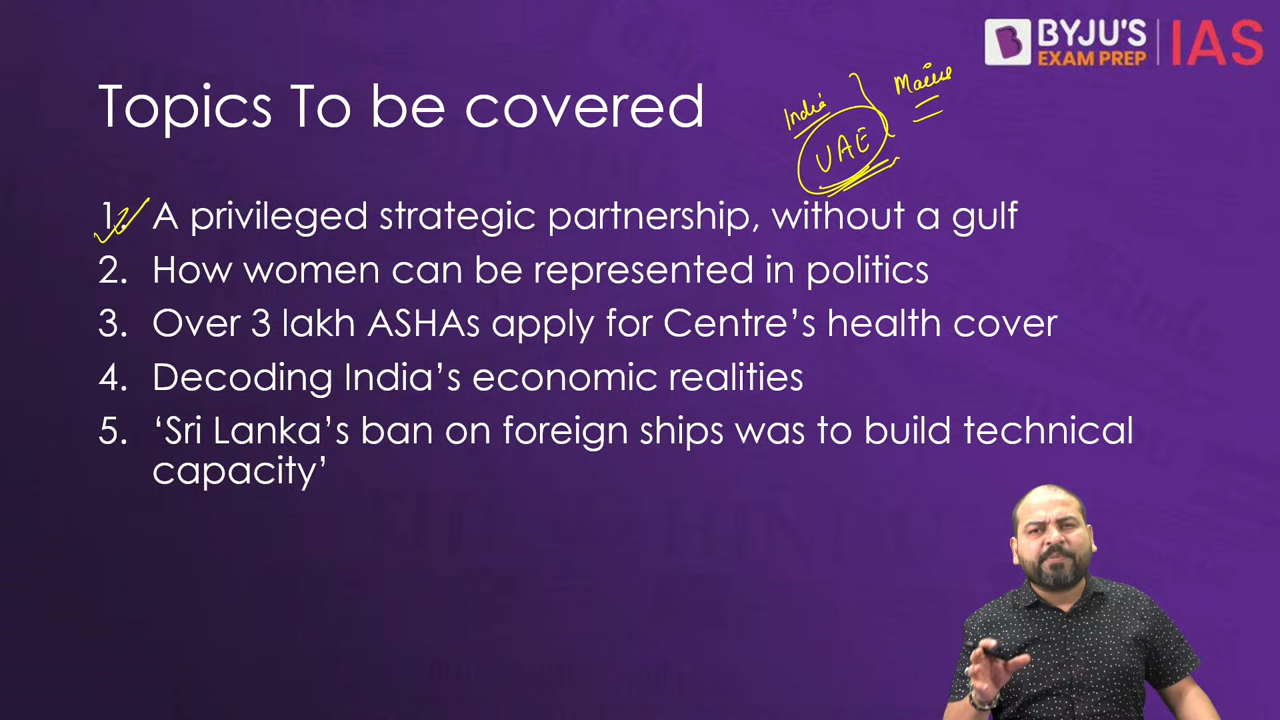 BYJU'S
EXAM PREP
IAS
Topics To be covered
India
UAE
1. A privileged strategic partnership, without a gulf
2. How women can be represented in politics
3. Over 3 lakh ASHAs apply for Centre's health cover
4. Decoding India's economic realities
5. 'Sri Lanka's ban on foreign ships was to build technical
capacity'